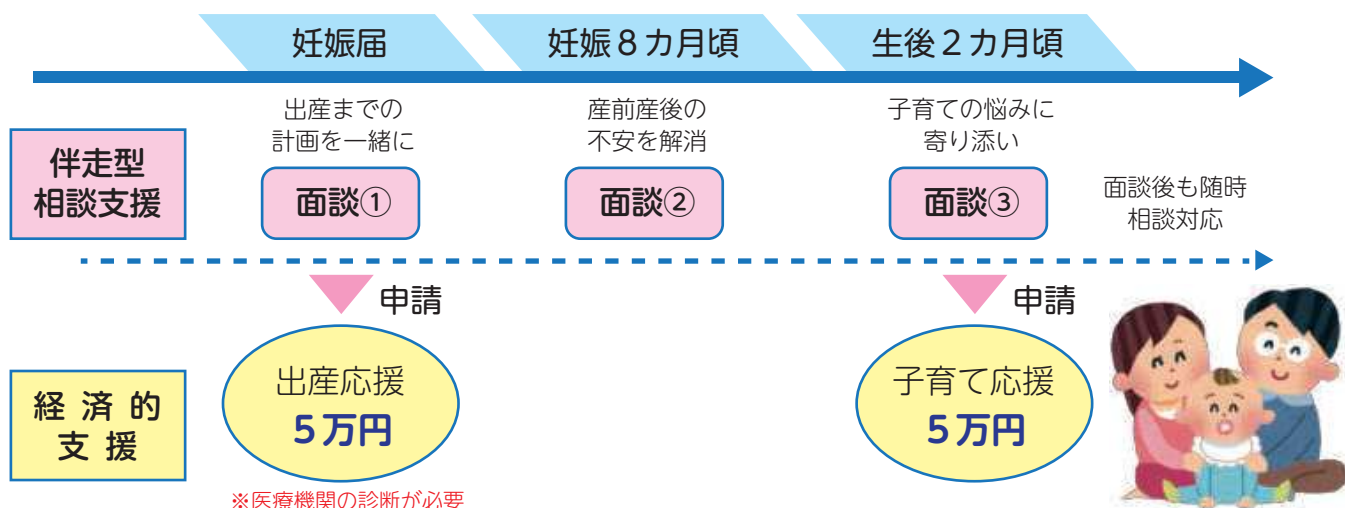 妊娠届
妊娠８カ月頃
生後２カ月頃
出産までの
計画を一緒に
産前産後の
不安を解消
子育ての悩みに
寄り添い
伴走型
相談支援
面談①
面談②
面談③
面談後も随時
相談対応
申請
申請
経済的
支援
出産応援
５万円
子育て応援
５万円
※医療機関の診断が必要